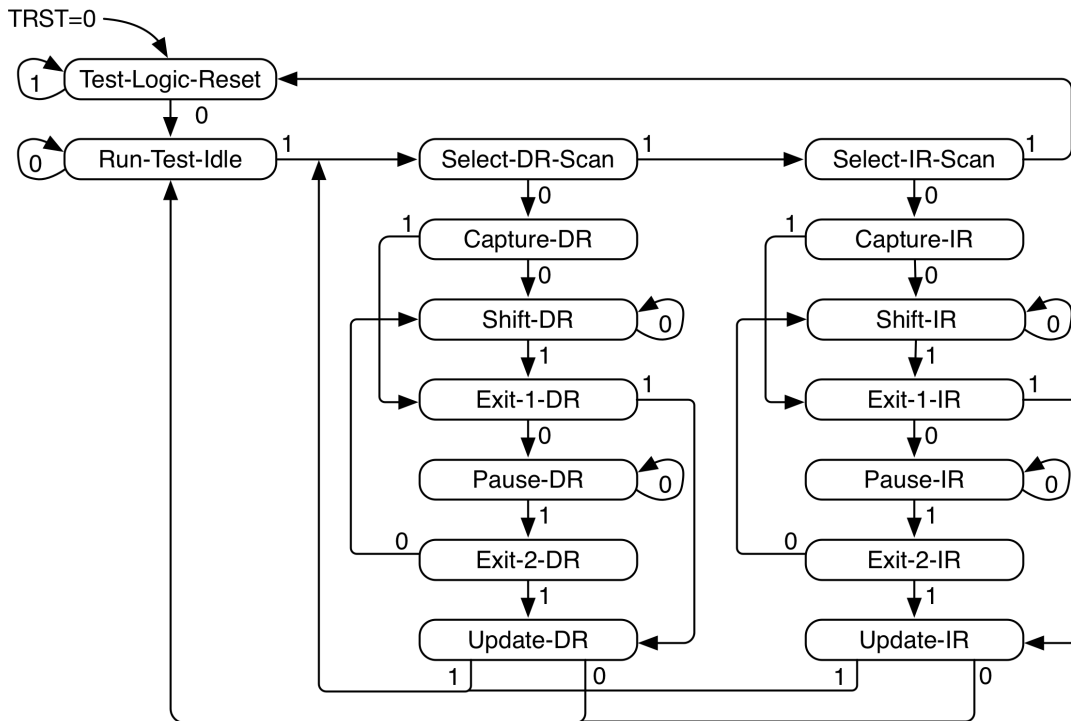 TRST=0
Test-Logic-Reset
1
0
Run-Test-Idle
0
1
Select-DR-Scan
1
Select-IR-Scan
1
0
0
1
Capture-DR
1
Capture-IR
0
0
Shift-DR
0
Shift-IR
0
1
1
Exit-1-DR
1
Exit-1-IR
1
0
0
Pause-DR
0
Pause-IR
0
1
1
0
Exit-2-DR
0
Exit-2-IR
1
1
Update-DR
Update-IR
1
0
1
0